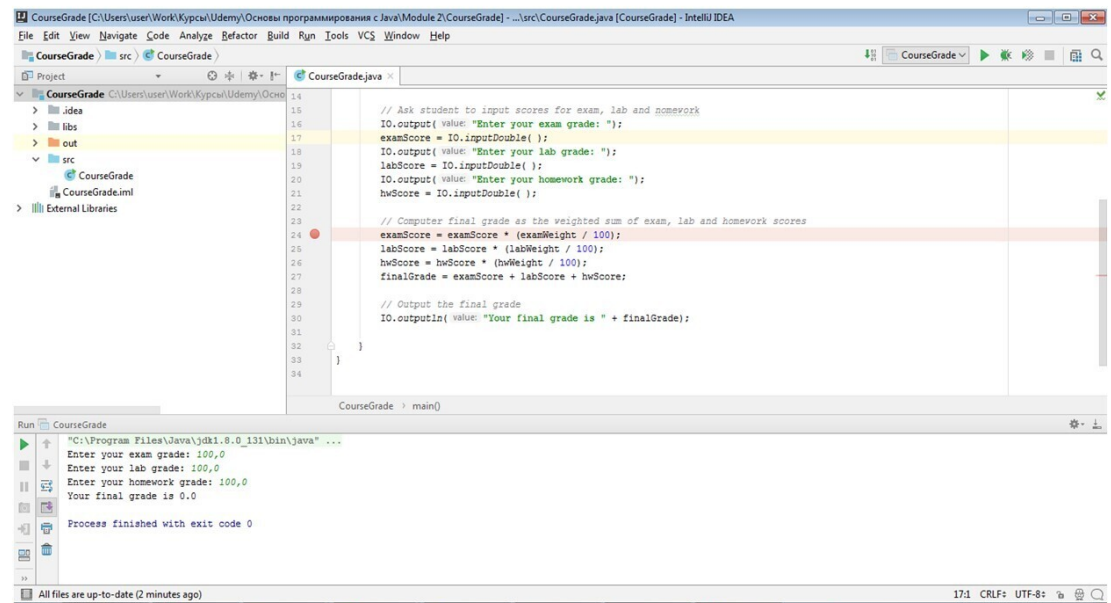 CourseGrade [C:\Users\user\Work\Курсы\Udemy\Основы программирования с Java\Module 2\CourseGrade] - ...\src\CourseGrade.java [CourseGrade] - IntelliJ IDEA
File Edit View Navigate Code Analyze Refactor Build Run Tools VCS Window Help
CourseGrade src CourseGrade
CourseGrade
Project
CourseGrade.java
CourseGrade C:\Users\user\Work\Курсы\Udemy\Осно
.idea
libs
out
src
CourseGrade
CourseGrade.iml
External Libraries
14
15 // Ask student to input scores for exam, lab and nomework
16 IO.output( value: "Enter your exam grade: ");
17 examScore = IO.inputDouble( );
18 IO.output( value: "Enter your lab grade: ");
19 labScore = IO.inputDouble( );
20 IO.output( value: "Enter your homework grade: ");
21 hwScore = IO.inputDouble( );
22
23 // Computer final grade as the veighted sum of exam, lab and homework scores
24 examScore = examScore * (examWeight / 100);
25 labScore = labScore * (labWeight / 100);
26 hwScore = hwScore * (hwWeight / 100);
27 finalGrade = examScore + labScore + hwScore;
28
29 // Output the final grade
30 IO.outputln( value: "Your final grade is " + finalGrade);
31
32 }
33 }
34
CourseGrade main()
Run CourseGrade
"C:\Program Files\Java\jdk1.8.0_131\bin\java" ...
Enter your exam grade: 100,0
Enter your lab grade: 100,0
Enter your homework grade: 100,0
Your final grade is 0.0
Process finished with exit code 0
All files are up-to-date (2 minutes ago)
17:1 CRLF UTF-8